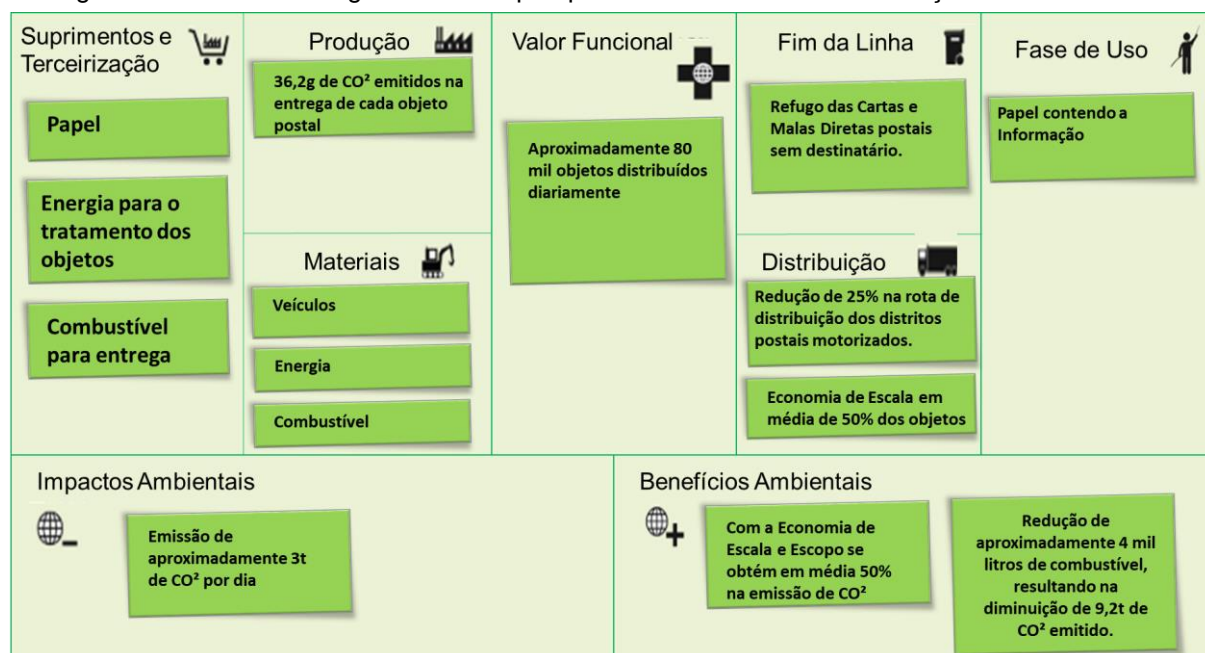 Suprimentos e
Terceirização
Papel
Energia para o
tratamento dos
objetos
Combustível
para entrega
Produção
36,2g de CO² emitidos na
entrega de cada objeto
postal
Materiais
Veículos
Energia
Combustível
Valor Funcional
Aproximadamente 80
mil objetos distribuídos
diariamente
Fim da Linha
Refugo das Cartas e
Malas Diretas postais
sem destinatário.
Distribuição
Redução de 25% na rota de
distribuição dos distritos
postais motorizados.
Economia de Escala em
média de 50% dos objetos
Fase de Uso
Papel contendo a
Informação
Impactos Ambientais
Emissão de
aproximadamente 3t
de CO² por dia
Benefícios Ambientais
Com a Economia de
Escala e Escopo se
obtém em média 50%
na emissão de CO²
Redução de
aproximadamente 4 mil
litros de combustível,
resultando na
diminuição de 9,2t de
CO² emitido.